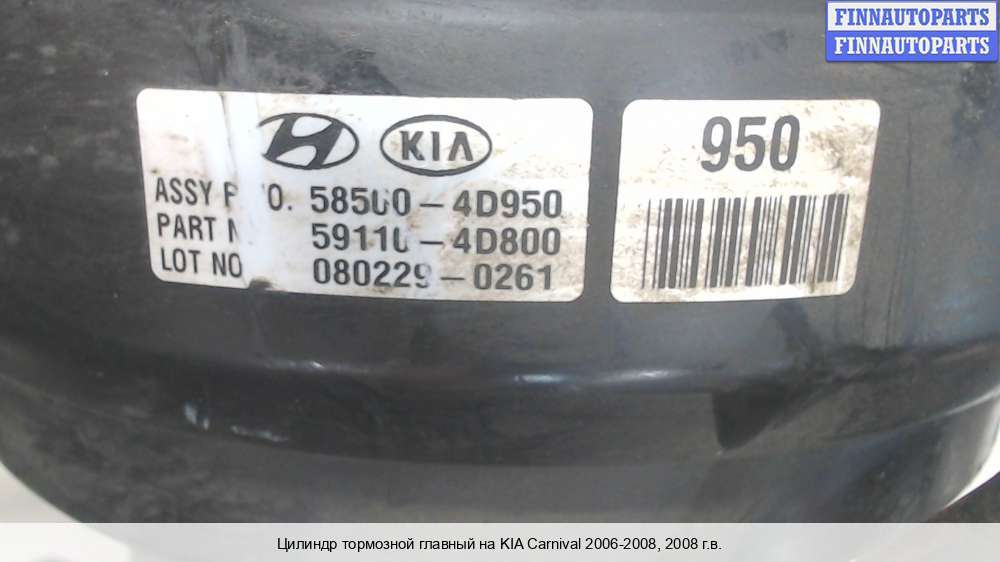 FINNAUTOPARTS
FINNAUTOPARTS
KIA
950
ASSY 58500-4D950
PART 59110-4D800
LOT NO 080229-0261
Цилиндр тормозной главный на KIA Carnival 2006-2008, 2008 г.в.